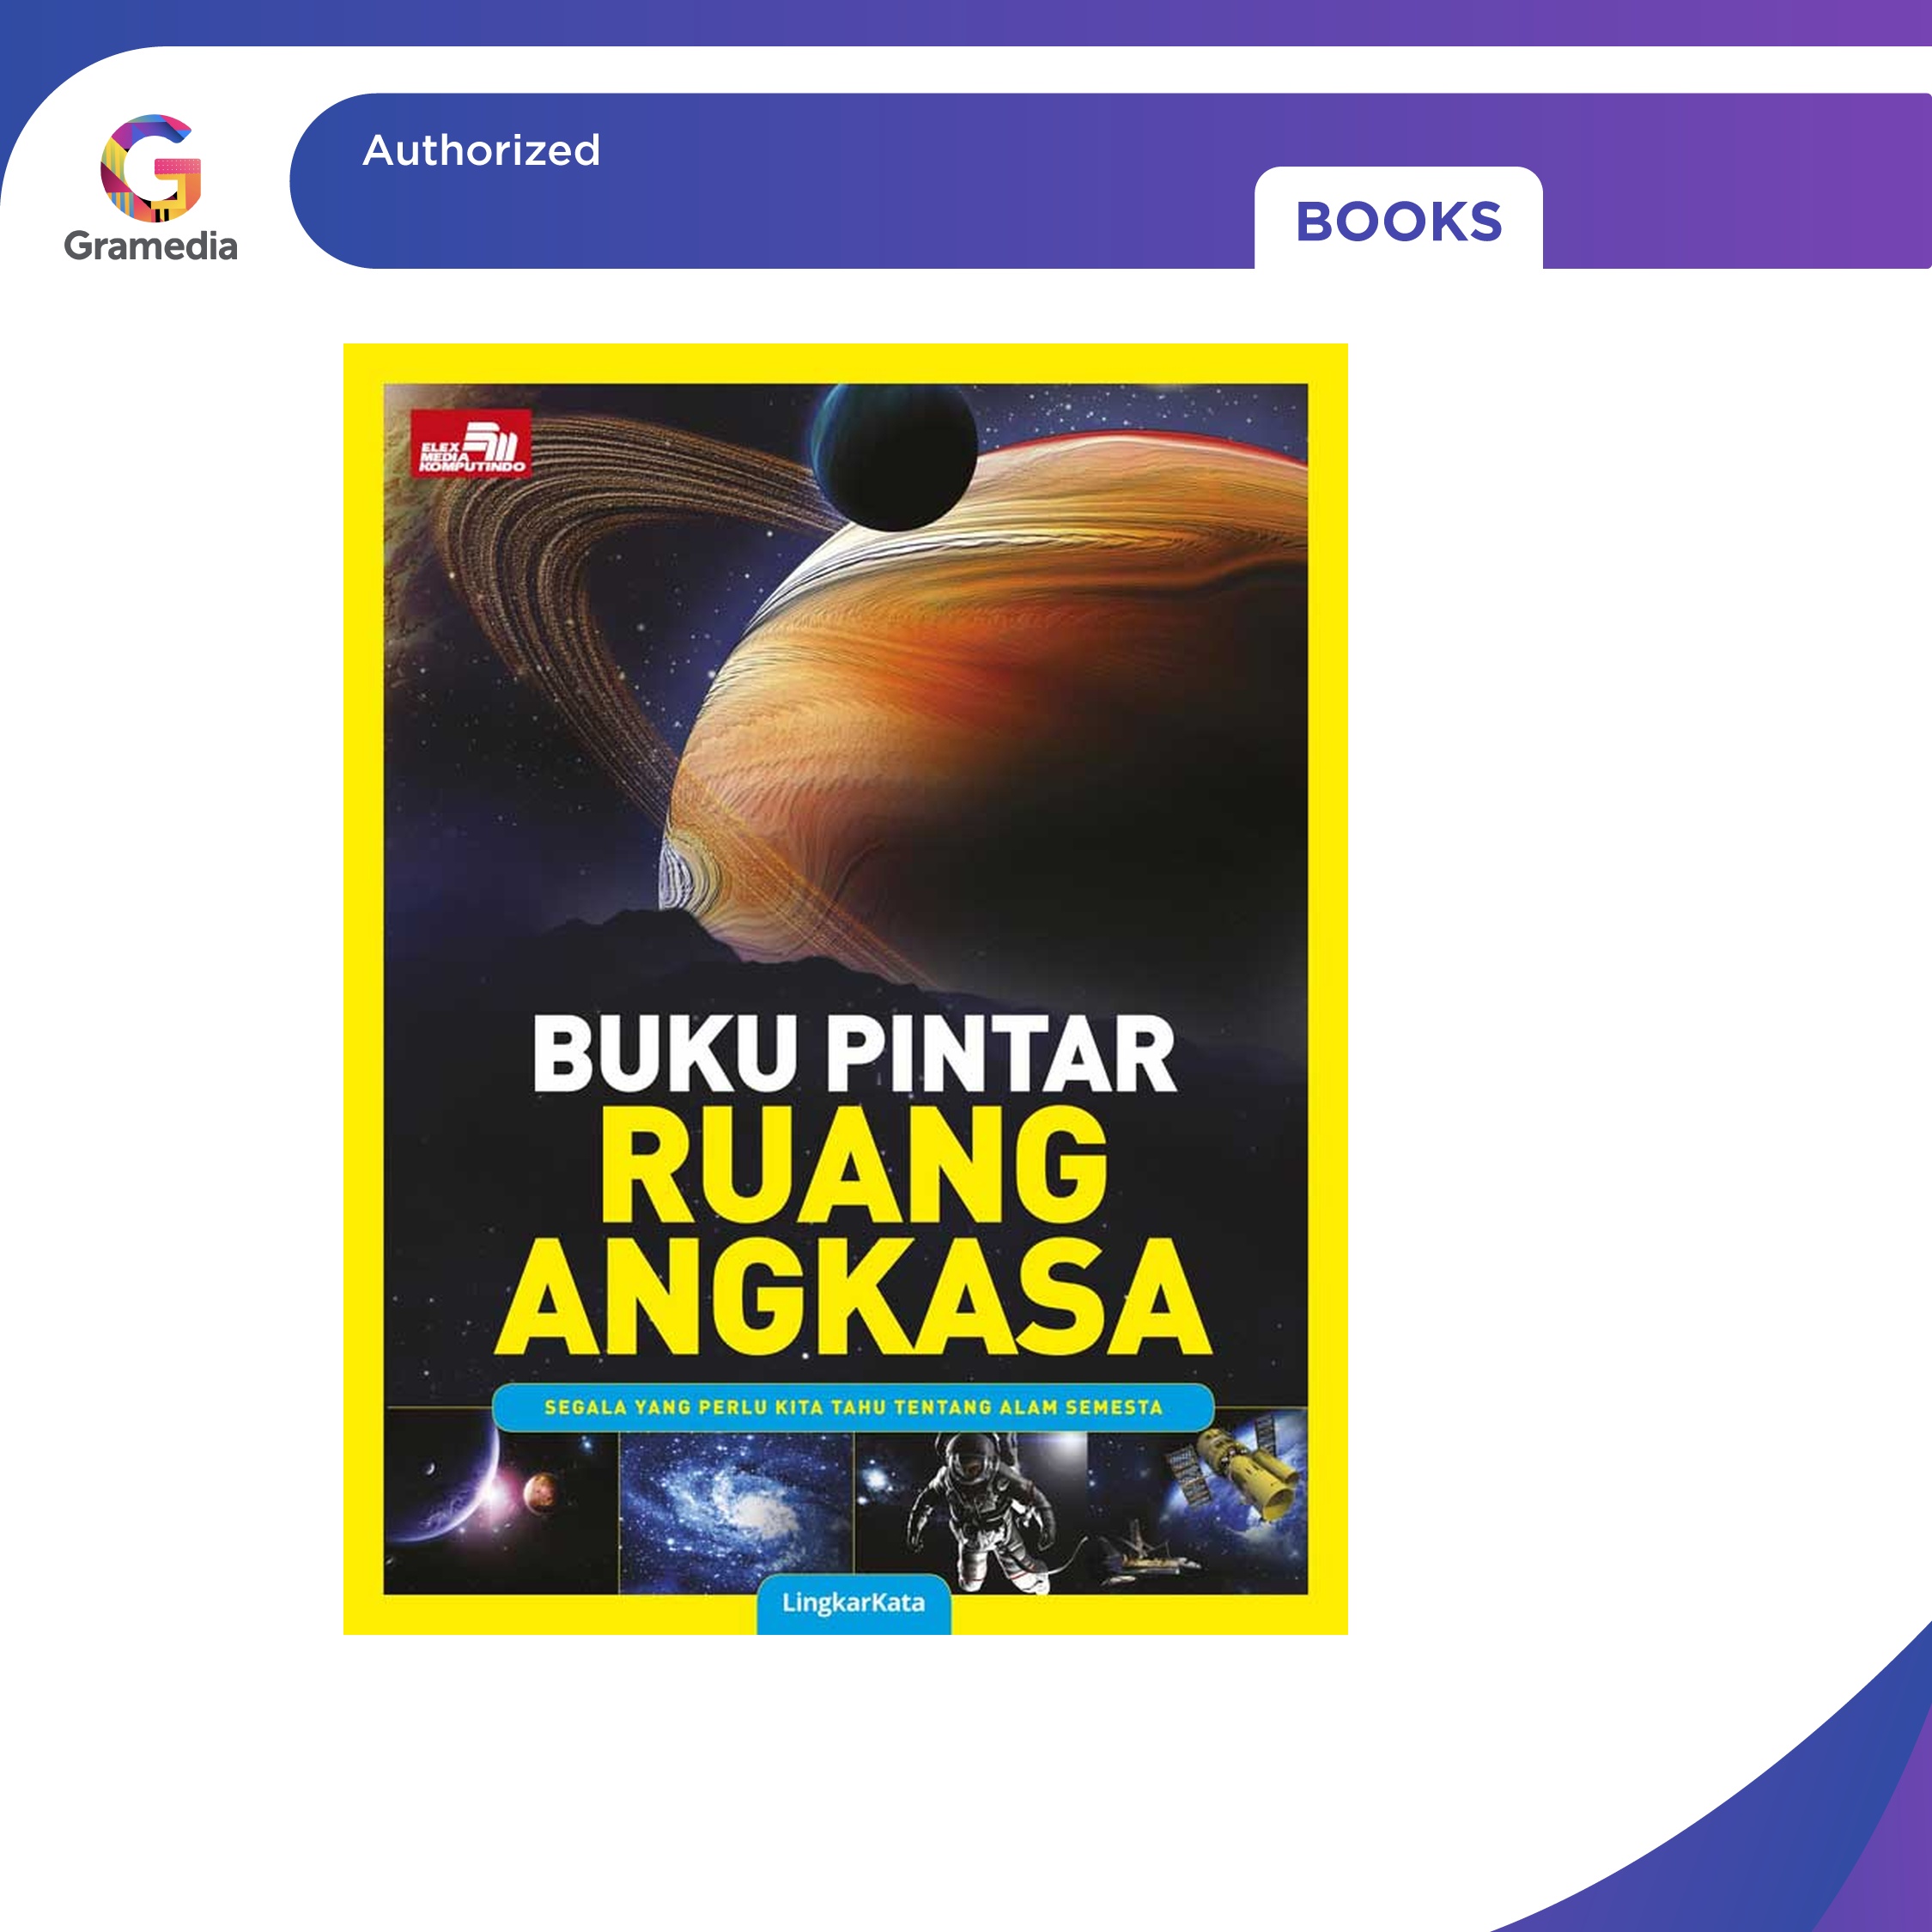 Gramedia
Authorized
BOOKS
ELEX
MEDIA
KOMPUTINDO
BUKU PINTAR
RUANG
ANGKASA
SEGALA YANG PERLU KITA TAHU TENTANG ALAM SEMESTA
LingkarKata